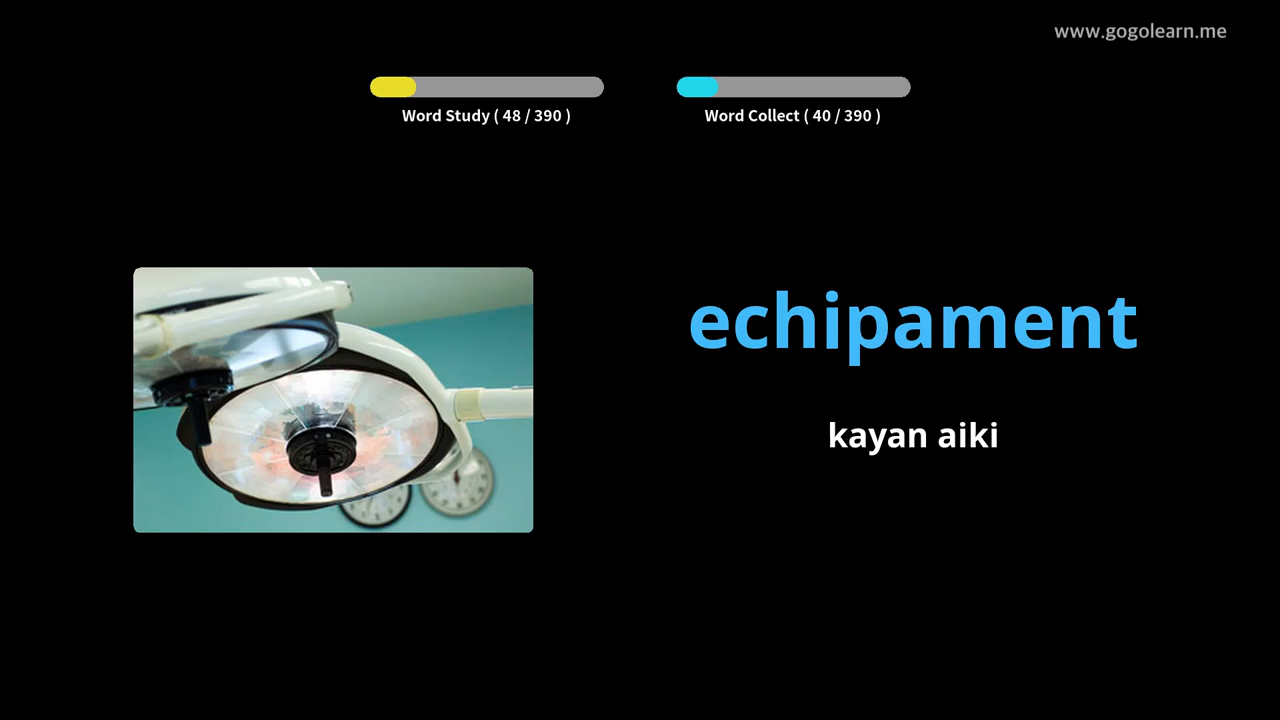 www.gogolearn.me
Word Study ( 48 / 390 )
Word Collect ( 40 / 390 )
echipament
kayan aiki